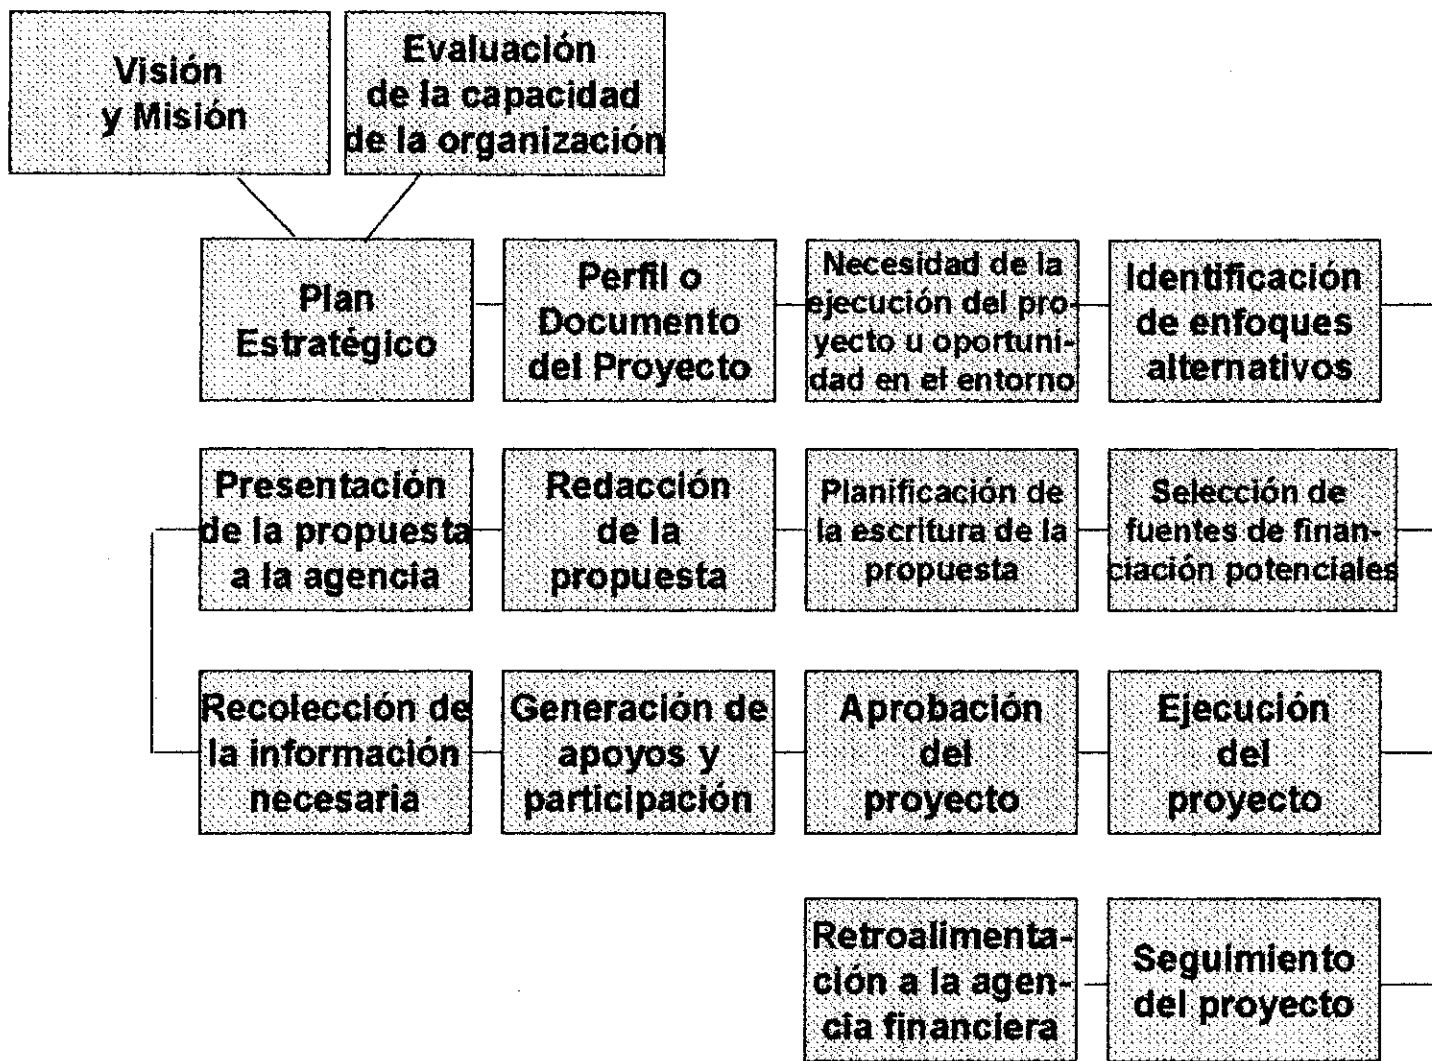 Visión
y Misión
Evaluación
de la capacidad
de la organización
Plan
Estratégico
Perfil o
Documento
del Proyecto
Necesidad de la
ejecución del pro-
yecto u oportuni-
dad en el entorno
Identificación
de enfoques
alternativos
Presentación
de la propuesta
a la agencia
Redacción
de la
propuesta
Planificación de
la escritura de la
propuesta
Selección de
fuentes de finan-
ciación potenciales
Recolección de
la información
necesaria
Generación de
apoyos y
participación
Aprobación
del
proyecto
Ejecución
del
proyecto
Retroalimenta-
ción a la agen-
cia financiera
Seguimiento
del proyecto